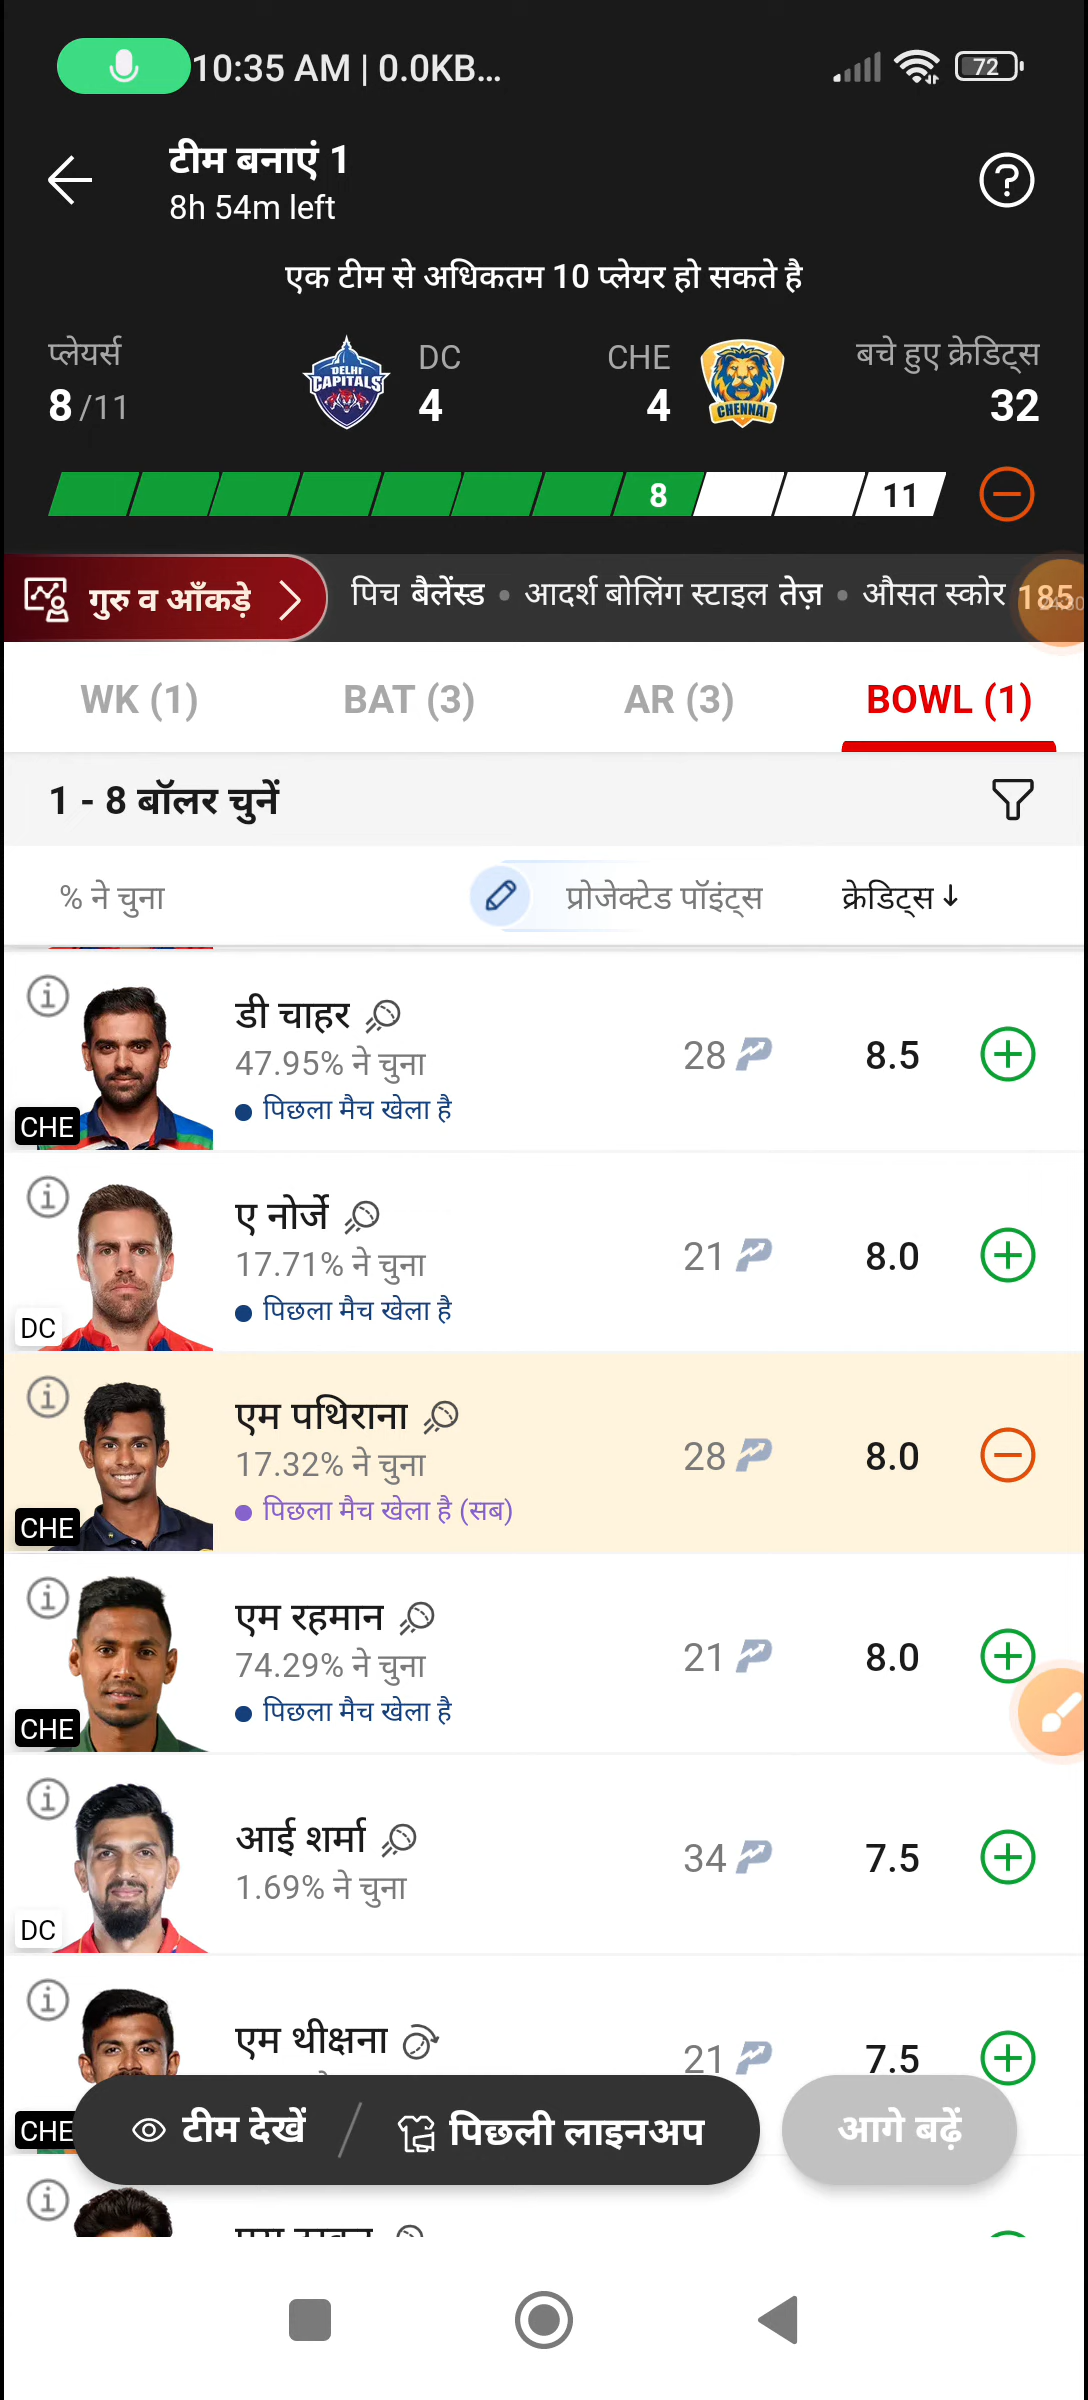 10:35 AM | 0.0KB...
72
टीम बनाएं 1
8h 54m left
एक टीम से अधिकतम 10 प्लेयर हो सकते है
प्लेयर्स
8 /11
DELHI CAPITALS
DC
4
CHE
4
CHENNAI
बचे हुए क्रेडिट्स
32
8
11
गुरु व आँकड़े
पिच बैलेंस्ड • आदर्श बोलिंग स्टाइल तेज़ • औसत स्कोर 185
WK (1) BAT (3) AR (3) BOWL (1)
1 - 8 बॉलर चुनें
% ने चुना प्रोजेक्टेड पॉइंट्स क्रेडिट्स ↓
डी चाहर
47.95% ने चुना
पिछला मैच खेला है
CHE
28
8.5
ए नोर्जे
17.71% ने चुना
पिछला मैच खेला है
DC
21
8.0
एम पथिराना
17.32% ने चुना
पिछला मैच खेला है (सब)
CHE
28
8.0
एम रहमान
74.29% ने चुना
पिछला मैच खेला है
CHE
21
8.0
आई शर्मा
1.69% ने चुना
DC
34
7.5
एम थीक्षना
CHE
21
7.5
टीम देखें / पिछली लाइनअप
आगे बढ़ें